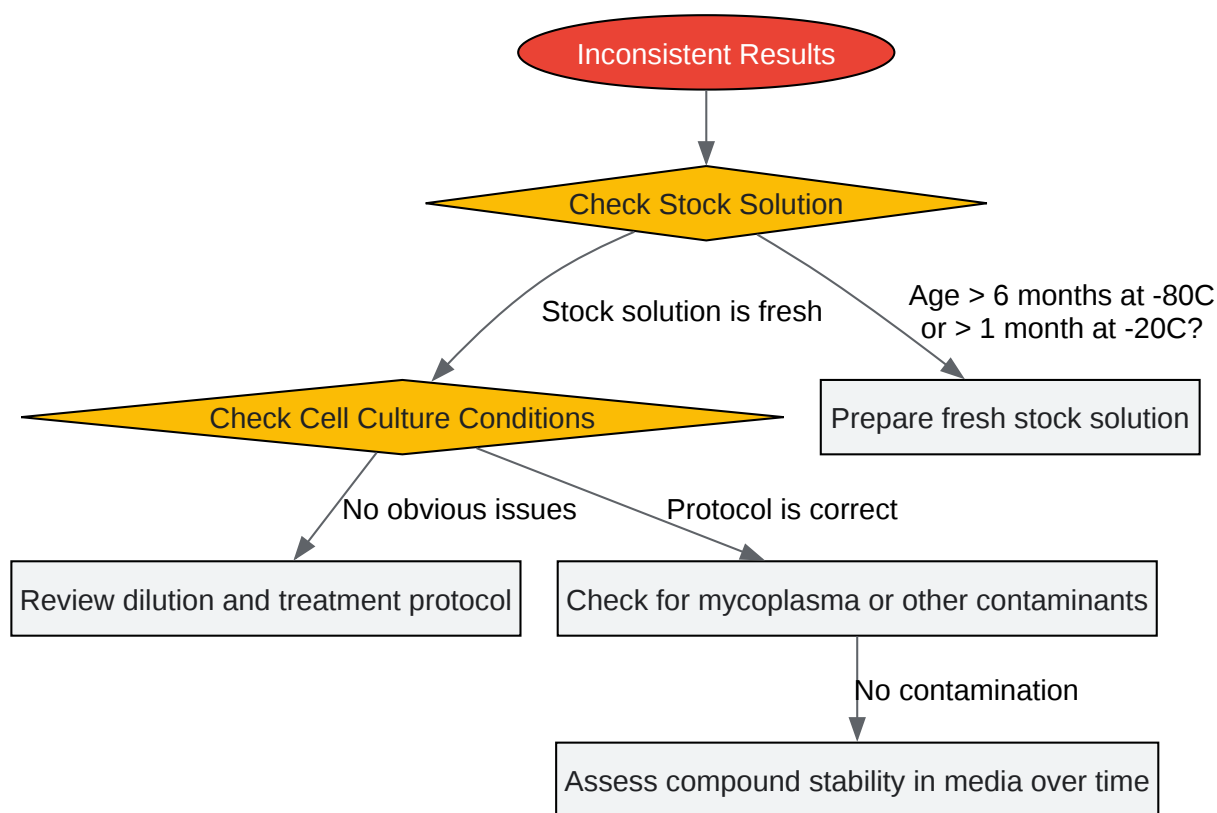 Inconsistent Results
Check Stock Solution
Stock solution is fresh
Age > 6 months at -80C
or > 1 month at -20C?
Check Cell Culture Conditions
Prepare fresh stock solution
No obvious issues
Protocol is correct
Review dilution and treatment protocol
Check for mycoplasma or other contaminants
No contamination
Assess compound stability in media over time